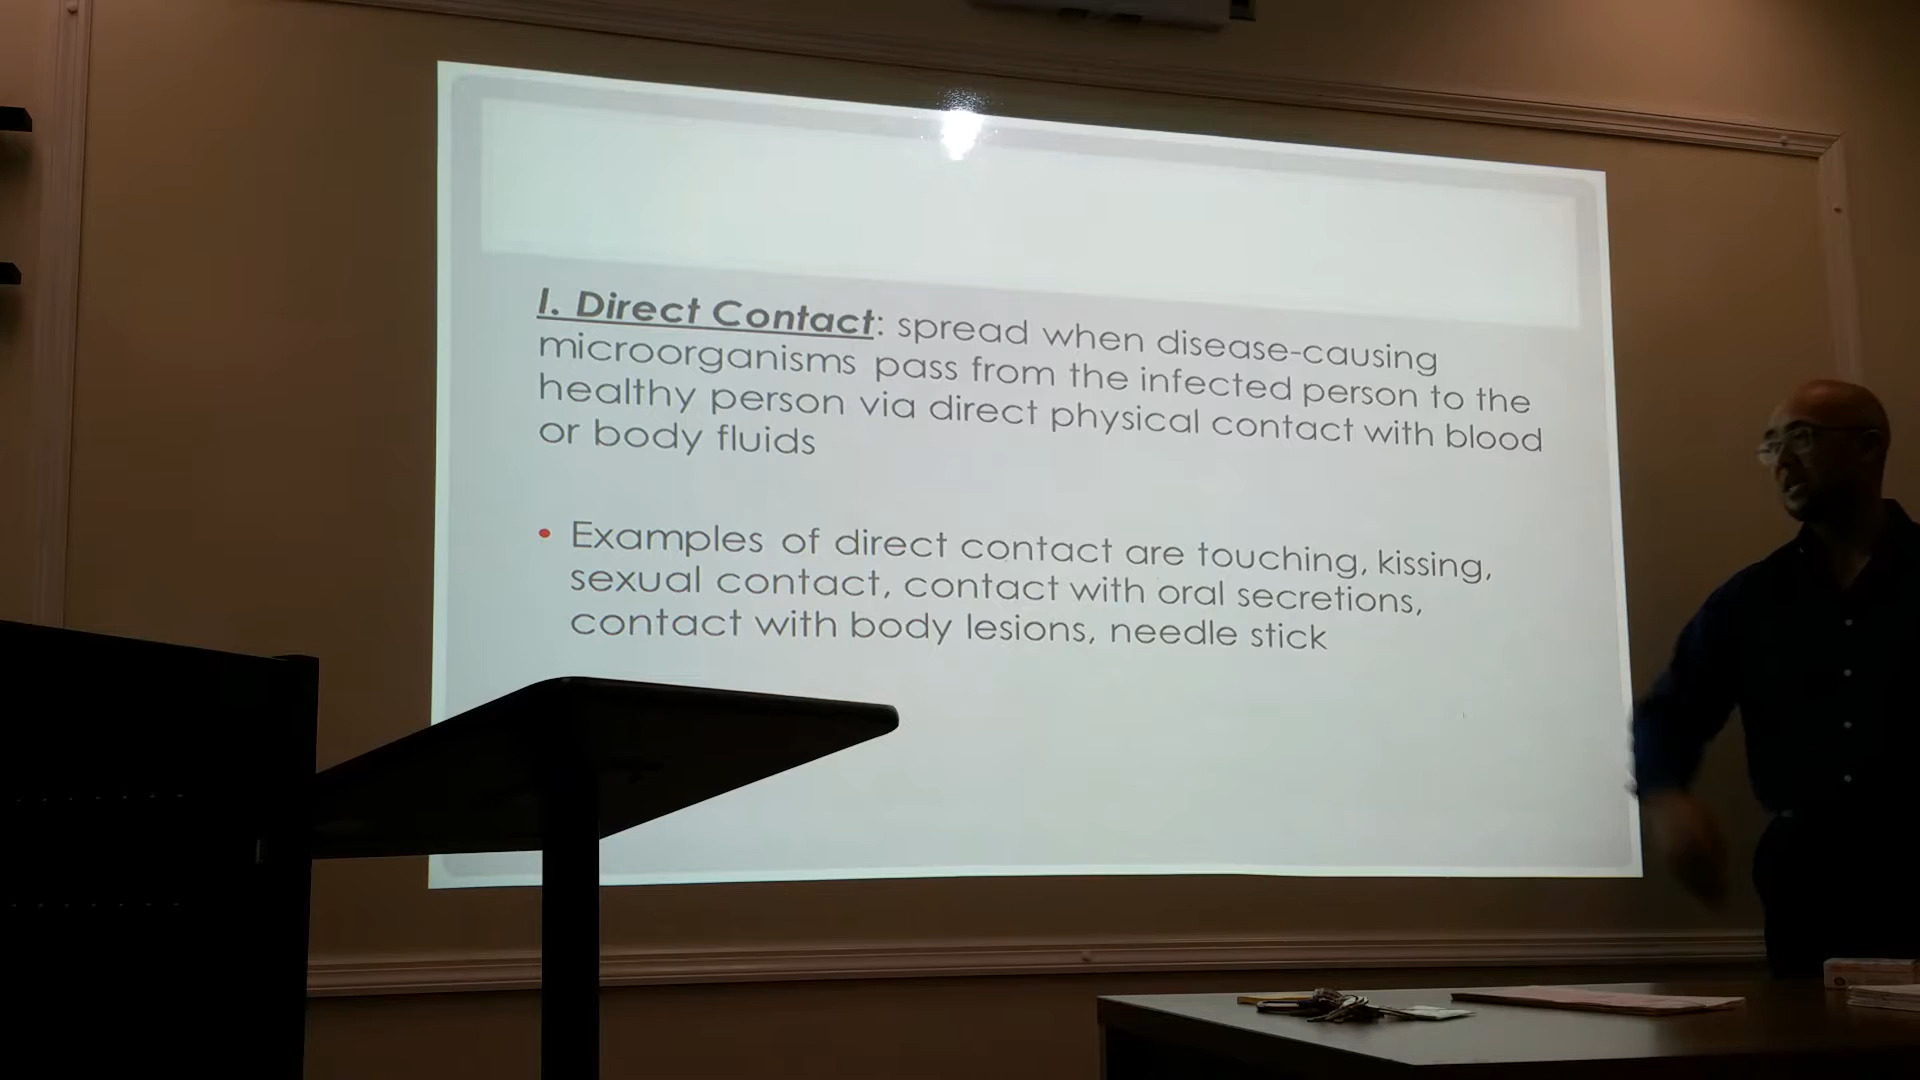 I. Direct Contact: spread when disease-causing
microorganisms pass from the infected person to the
healthy person via direct physical contact with blood
or body fluids
• Examples of direct contact are touching, kissing,
sexual contact, contact with oral secretions,
contact with body lesions, needle stick